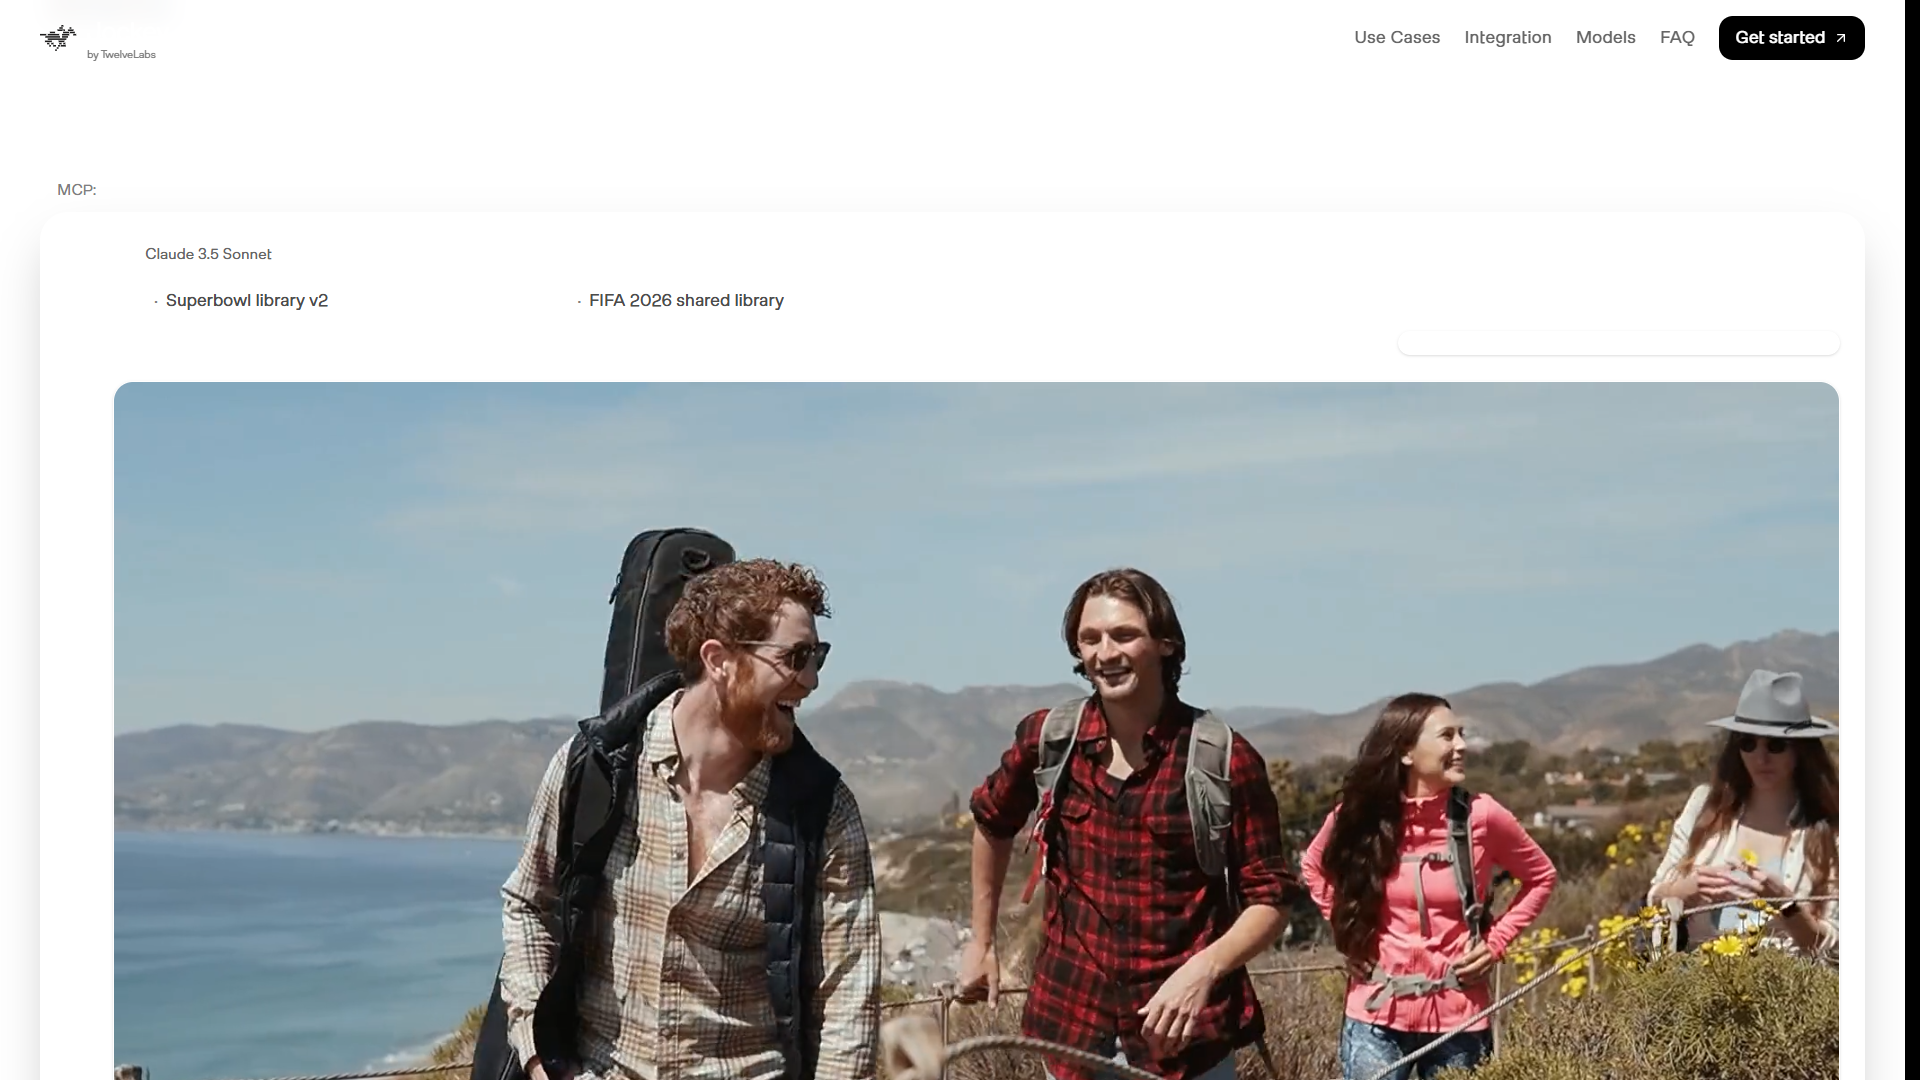 by TwelveLabs
Use Cases
Integration
Models
FAQ
Get started
MCP:
Claude 3.5 Sonnet
· Superbowl library v2
· FIFA 2026 shared library